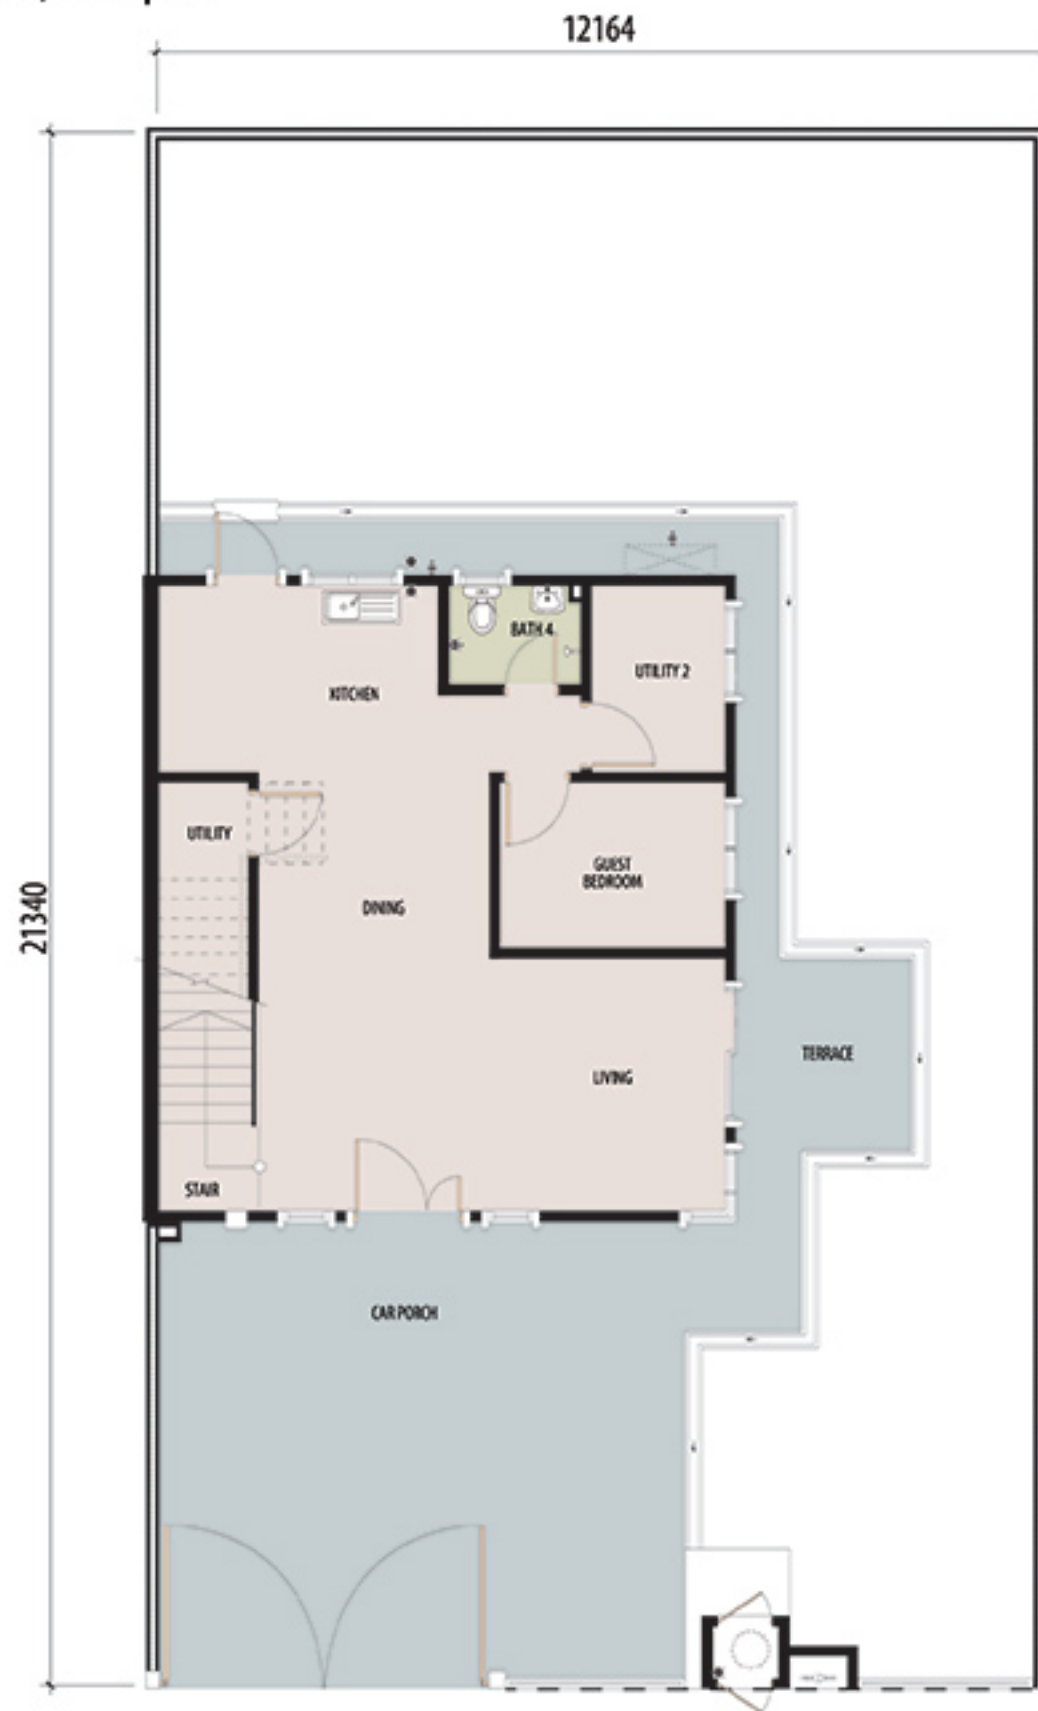 12164
BATH 4
UTILITY 2
KITCHEN
UTILITY
GUEST
BEDROOM
DINING
21340
TERRACE
LIVING
STAIR
CAR PORCH